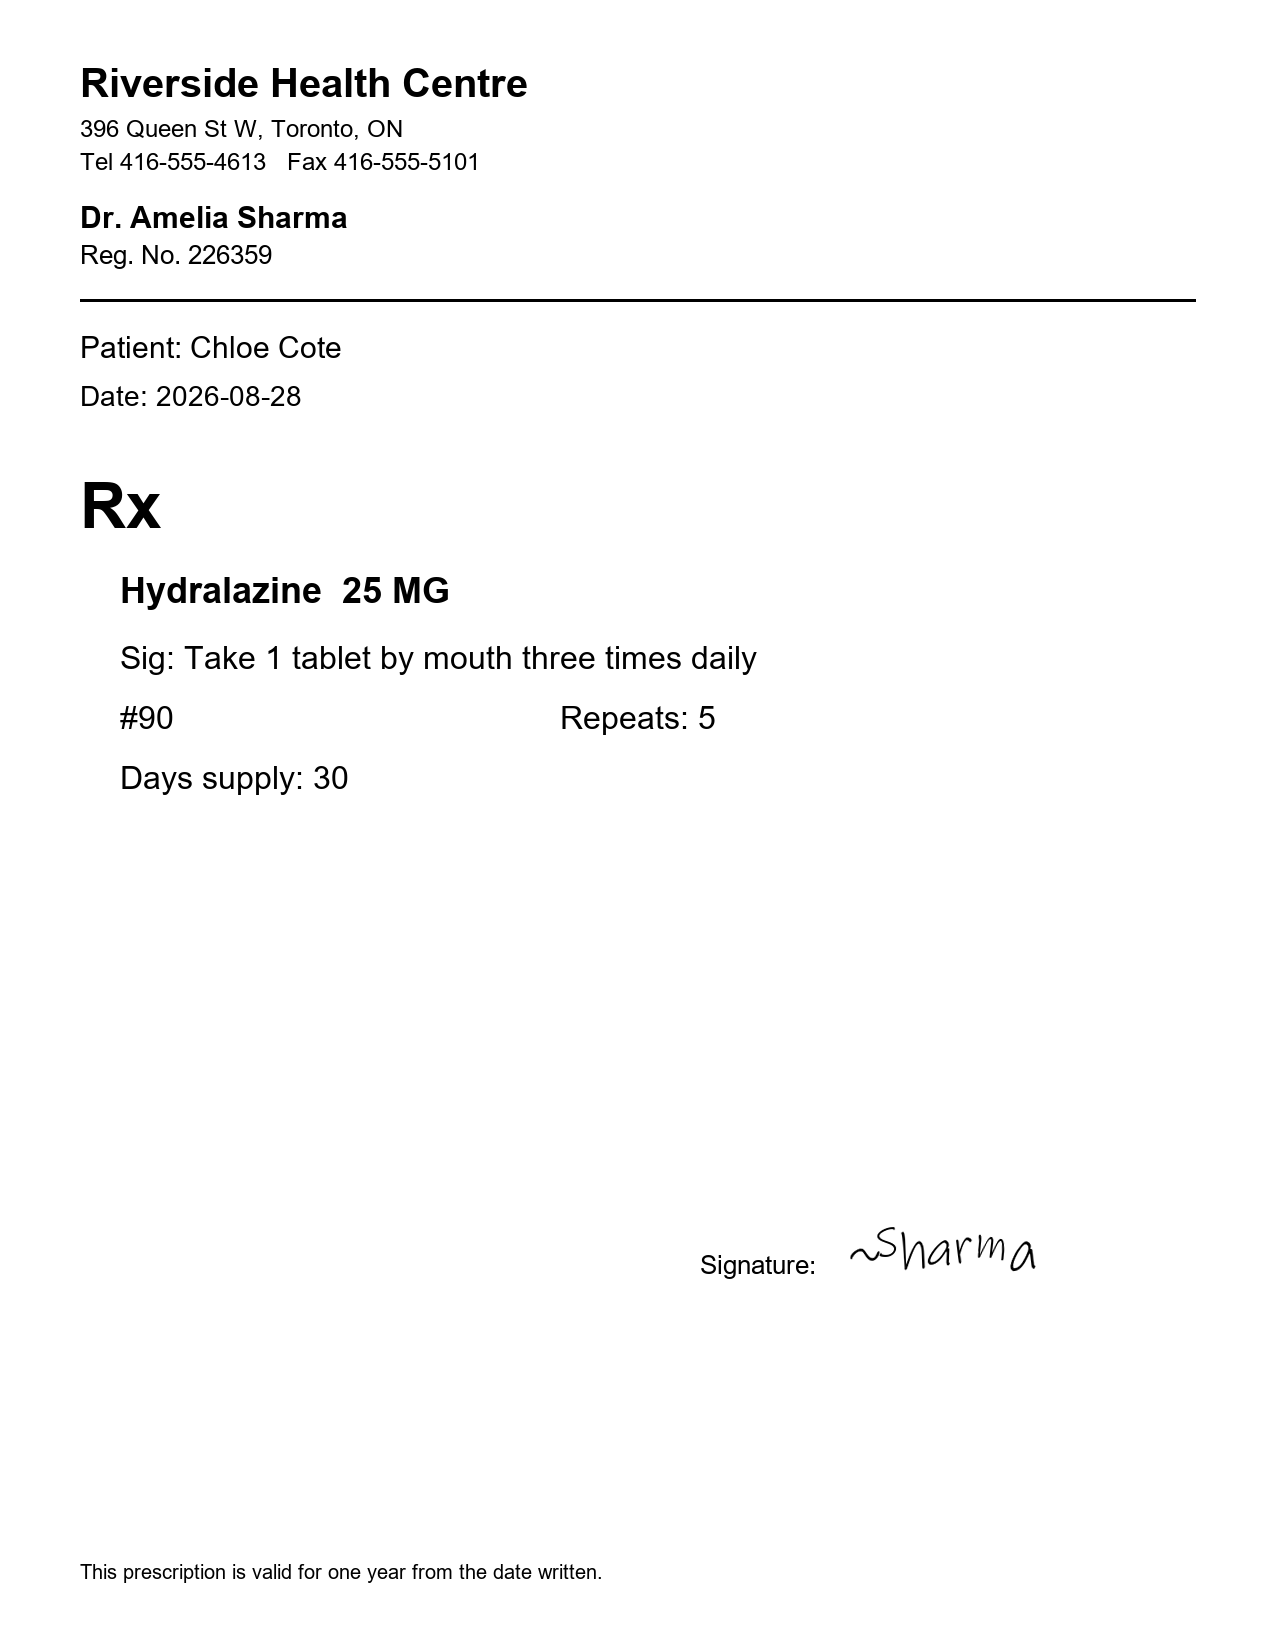 Riverside Health Centre
396 Queen St W, Toronto, ON
Tel 416-555-4613 Fax 416-555-5101
Dr. Amelia Sharma
Reg. No. 226359
Patient: Chloe Cote
Date: 2026-08-28
Rx
Hydralazine 25 MG
Sig: Take 1 tablet by mouth three times daily
#90 Repeats: 5
Days supply: 30
Signature: ~Sharma
This prescription is valid for one year from the date written.